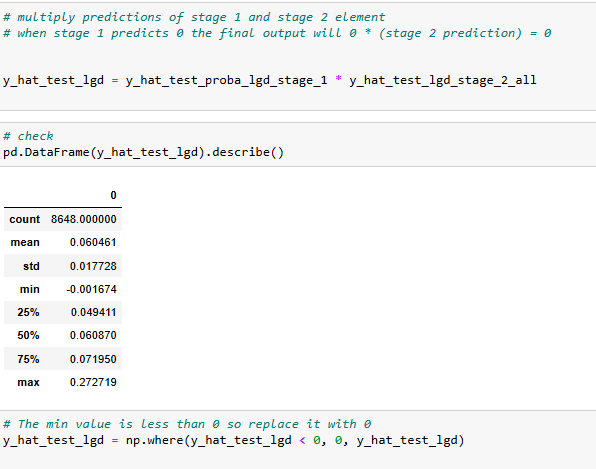 # multiply predictions of stage 1 and stage 2 element
# when stage 1 predicts 0 the final output will 0 * (stage 2 prediction) = 0
y_hat_test_lgd = y_hat_test_proba_lgd_stage_1 * y_hat_test_lgd_stage_2_all
# check
pd.DataFrame(y_hat_test_lgd).describe()
0
count 8648.000000
mean 0.060461
std 0.017728
min -0.001674
25% 0.049411
50% 0.060870
75% 0.071950
max 0.272719
# The min value is less than 0 so replace it with 0
y_hat_test_lgd = np.where(y_hat_test_lgd < 0, 0, y_hat_test_lgd)